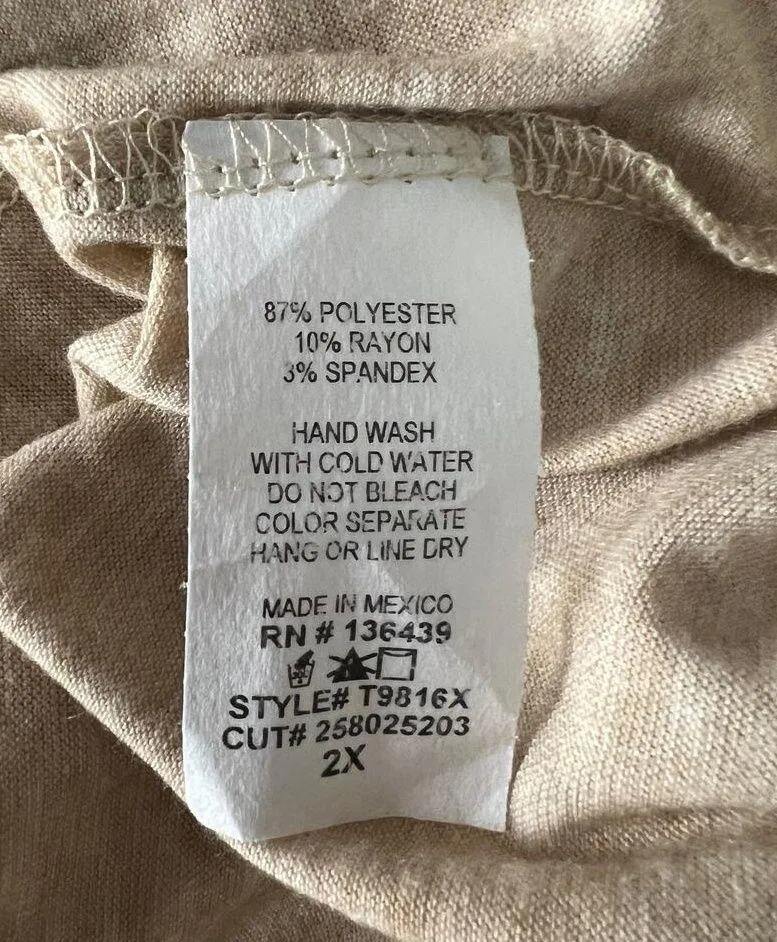 87% POLYESTER
10% RAYON
3% SPANDEX
HAND WASH
WITH COLD WATER
DO NOT BLEACH
COLOR SEPARATE
HANG OR LINE DRY
MADE IN MEXICO
RN # 136439
STYLE# T9816X
CUT# 258025203
2X